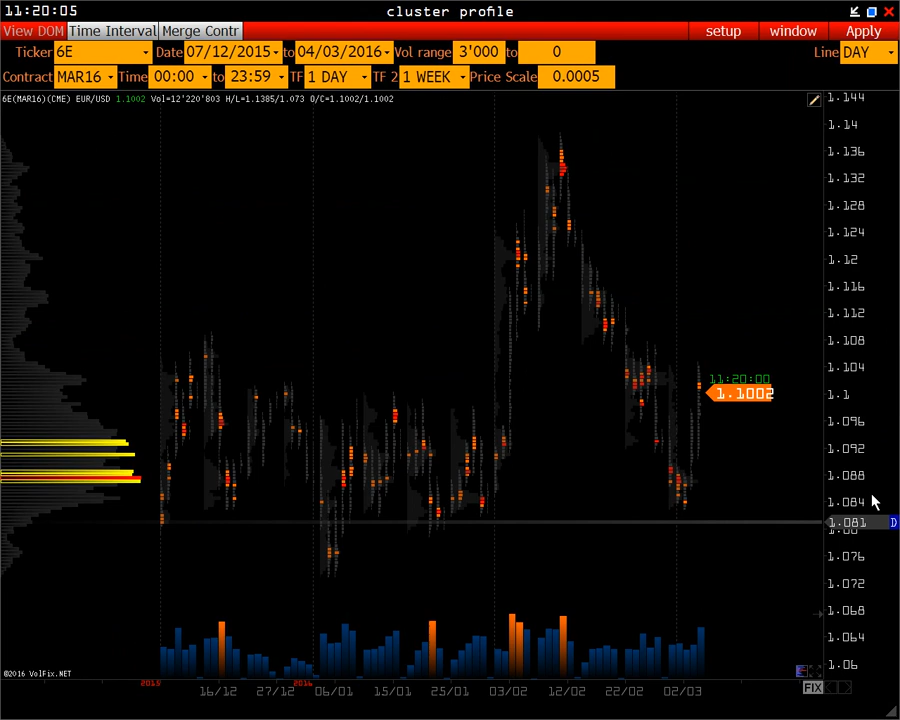 11:20:05 cluster profile
View DOM Time Interval Merge Contr setup window Apply
Ticker 6E Date 07/12/2015 to 04/03/2016 Vol range 3'000 to 0 Line DAY
Contract MAR16 Time 00:00 to 23:59 TF 1 DAY TF 2 1 WEEK Price Scale 0.0005
6E(MAR16)(CME) EUR/USD 1.1002 Vol=12'220'803 H/L=1.1385/1.073 O/C=1.1002/1.1002
1.144
1.14
1.136
1.132
1.128
1.124
1.12
1.116
1.112
1.108
1.104
11:20:00
1.1002
1.1
1.096
1.092
1.088
1.084
1.081 D
1.08
1.076
1.072
1.068
1.064
1.06
©2016 VolFix.NET
2015 2016
16/12 27/12 06/01 15/01 25/01 03/02 12/02 22/02 02/03
FIX